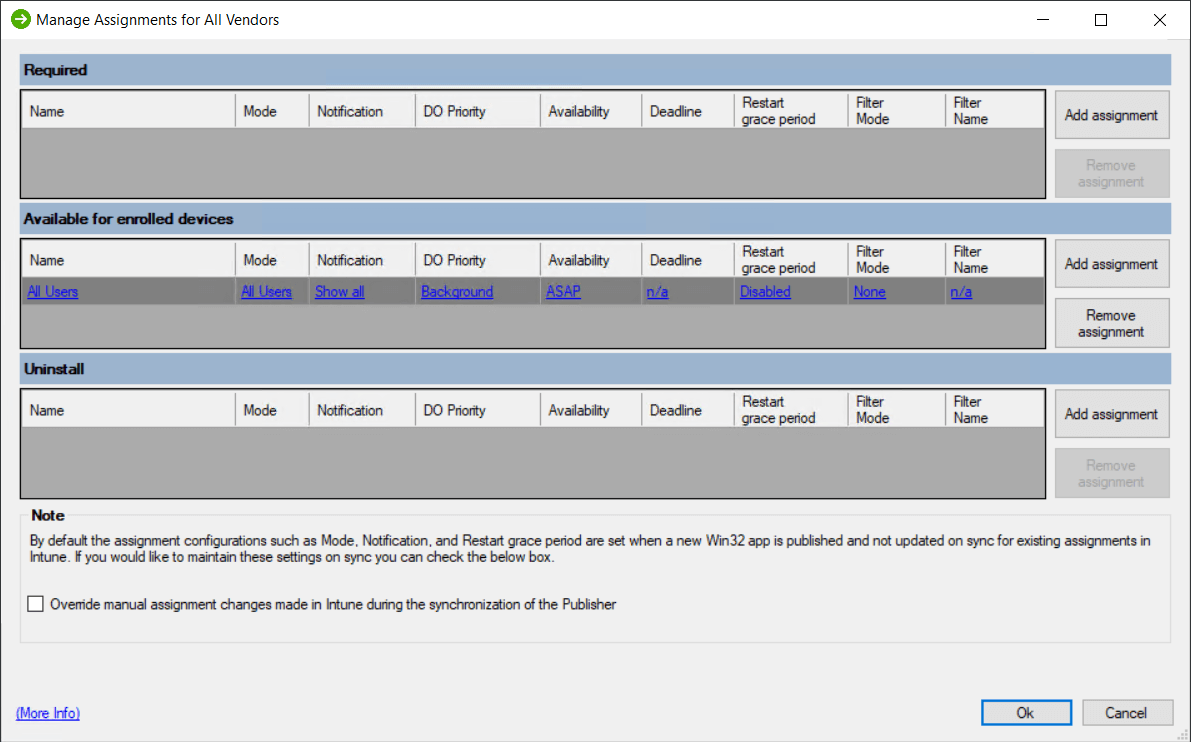 Manage Assignments for All Vendors
Required
Name Mode Notification DO Priority Availability Deadline Restart grace period Filter Mode Filter Name
Add assignment
Remove assignment
Available for enrolled devices
Name Mode Notification DO Priority Availability Deadline Restart grace period Filter Mode Filter Name
All Users All Users Show all Background ASAP n/a Disabled None n/a
Add assignment
Remove assignment
Uninstall
Name Mode Notification DO Priority Availability Deadline Restart grace period Filter Mode Filter Name
Add assignment
Remove assignment
Note
By default the assignment configurations such as Mode, Notification, and Restart grace period are set when a new Win32 app is published and not updated on sync for existing assignments in
Intune. If you would like to maintain these settings on sync you can check the below box.
Override manual assignment changes made in Intune during the synchronization of the Publisher
(More Info)
Ok
Cancel